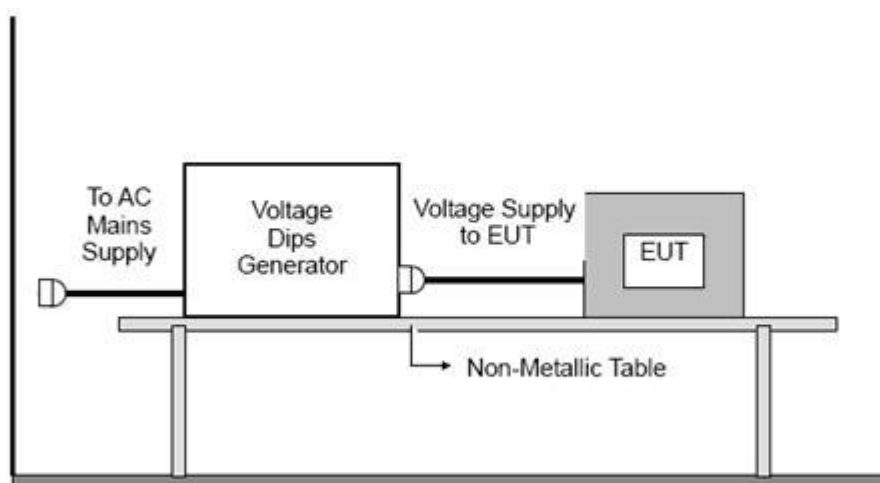 To AC
Mains
Supply
Voltage
Dips
Generator
Voltage Supply
to EUT
EUT
Non-Metallic Table